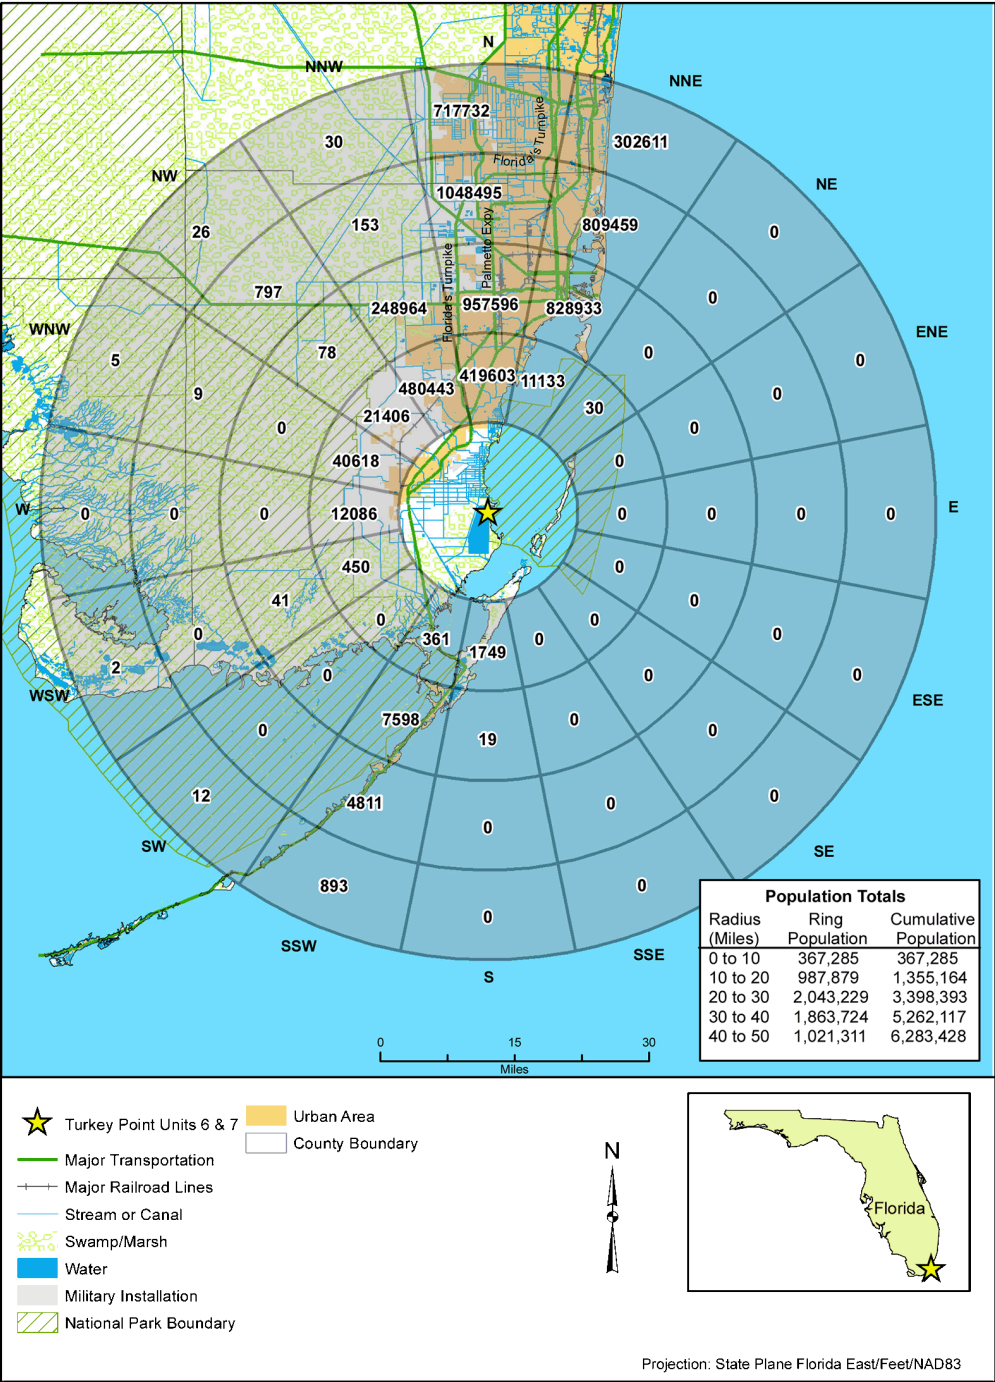 N
NNW
NNE
717732
30
302611
Florida's Turnpike
NW
NE
1048495
26
153
809459
0
Palmetto Expy
Florida's Turnpike
797
248964
957596
828933
0
WNW
ENE
5
78
0
0
9
480443
419603
11133
0
21406
30
0
0
40618
0
W
0
0
0
12086
0
0
0
0
E
450
0
41
0
0
0
0
0
361
1749
0
0
2
0
0
0
WSW
ESE
7598
0
0
19
0
12
4811
0
0
0
SW
SE
893
0
0
SSW
SSE
S
Population Totals
Radius (Miles) Ring Population Cumulative Population
0 to 10 367,285 367,285
10 to 20 987,879 1,355,164
20 to 30 2,043,229 3,398,393
30 to 40 1,863,724 5,262,117
40 to 50 1,021,311 6,283,428
0 15 30
Miles
Turkey Point Units 6 & 7
Major Transportation
Major Railroad Lines
Stream or Canal
Swamp/Marsh
Water
Military Installation
National Park Boundary
Urban Area
County Boundary
N
Florida
Projection: State Plane Florida East/Feet/NAD83